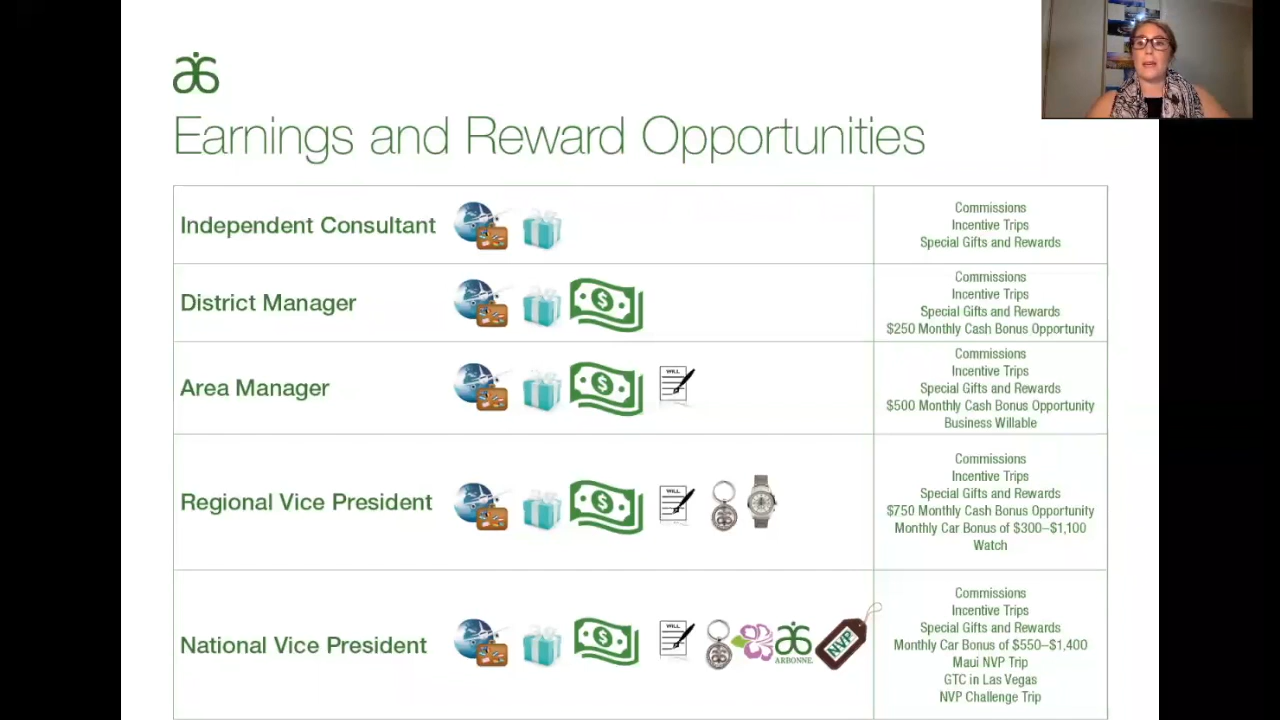 Earnings and Reward Opportunities
Independent Consultant
Commissions
Incentive Trips
Special Gifts and Rewards
District Manager
Commissions
Incentive Trips
Special Gifts and Rewards
$250 Monthly Cash Bonus Opportunity
Area Manager
WILL
Commissions
Incentive Trips
Special Gifts and Rewards
$500 Monthly Cash Bonus Opportunity
Business Willable
Regional Vice President
WILL
Commissions
Incentive Trips
Special Gifts and Rewards
$750 Monthly Cash Bonus Opportunity
Monthly Car Bonus of $300–$1,100
Watch
National Vice President
WILL
ARBONNE
NVP
Commissions
Incentive Trips
Special Gifts and Rewards
Monthly Car Bonus of $550–$1,400
Maui NVP Trip
GTC in Las Vegas
NVP Challenge Trip